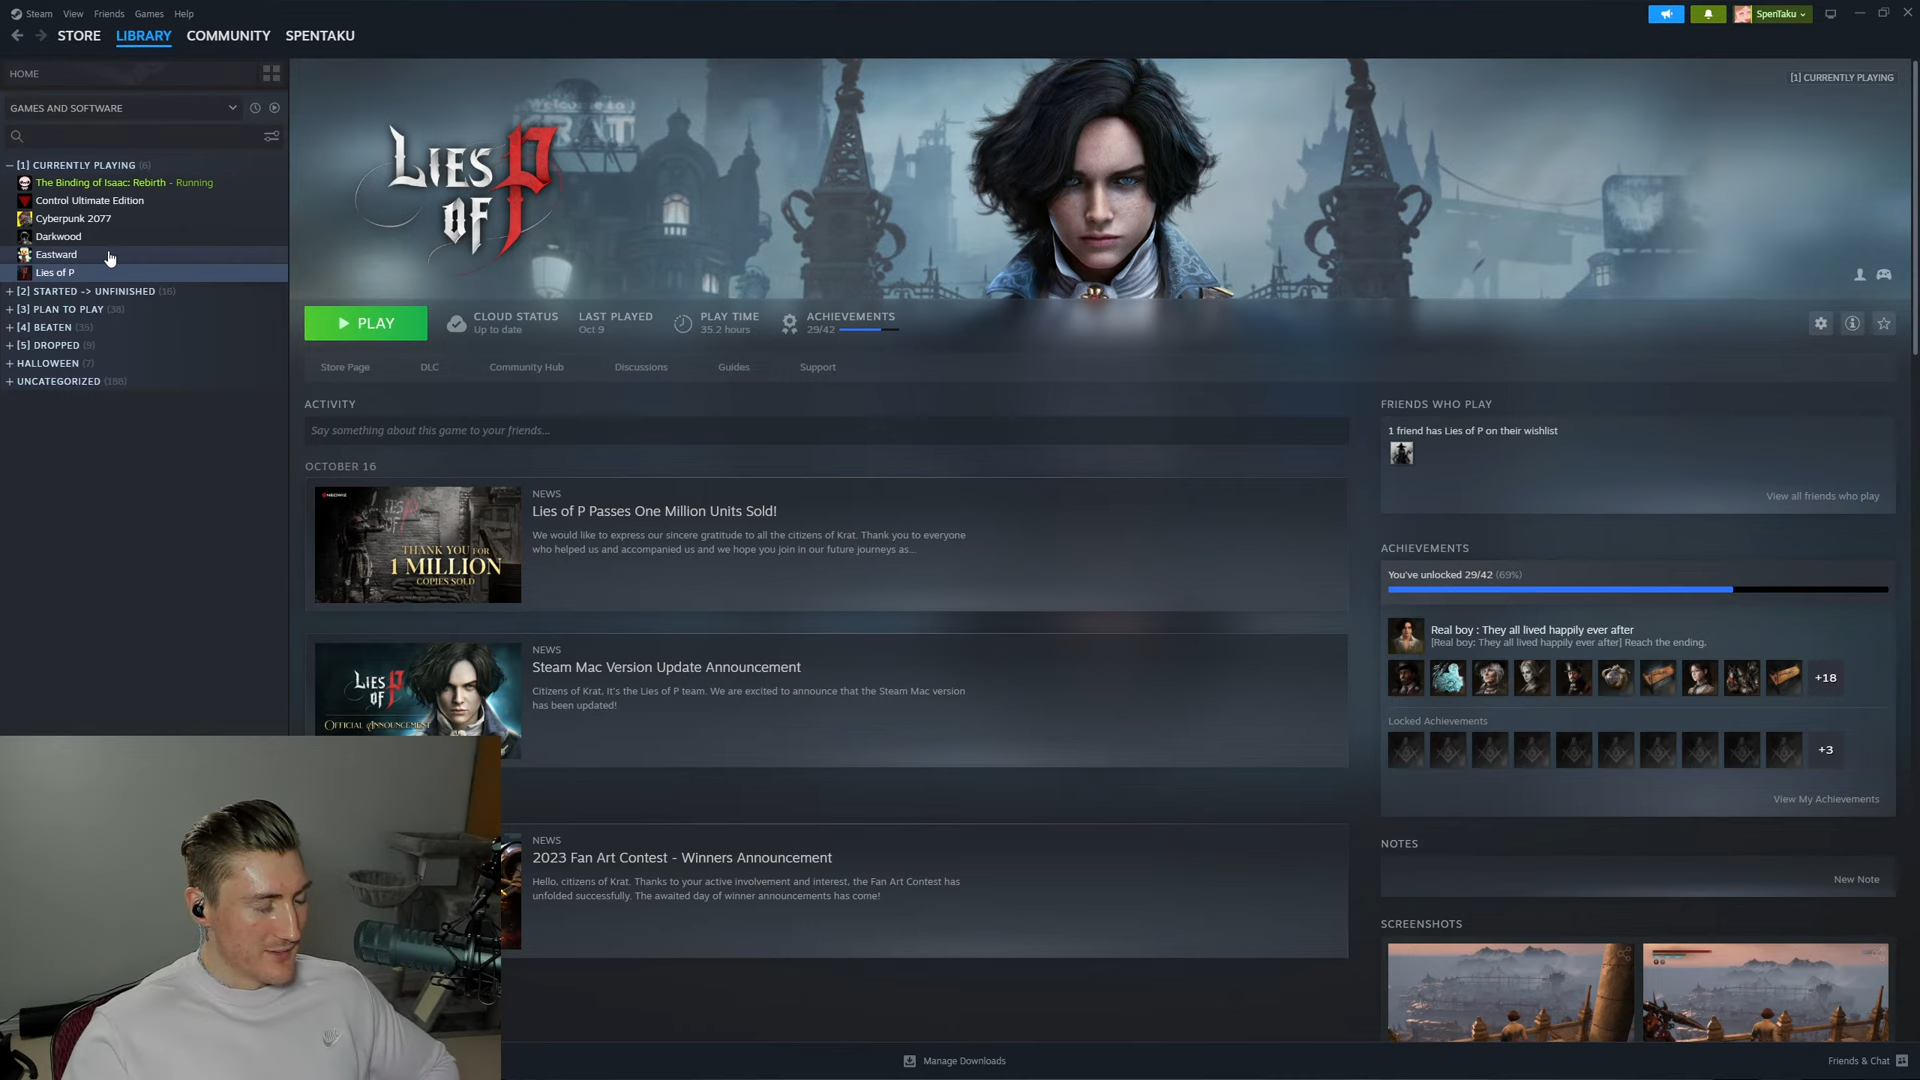 Steam View Friends Games Help
SpenTaku
STORE LIBRARY COMMUNITY SPENTAKU
HOME
GAMES AND SOFTWARE
[1] CURRENTLY PLAYING (6)
The Binding of Isaac: Rebirth - Running
Control Ultimate Edition
Cyberpunk 2077
Darkwood
Eastward
Lies of P
[2] STARTED -> UNFINISHED (16)
[3] PLAN TO PLAY (38)
[4] BEATEN (35)
[5] DROPPED (9)
HALLOWEEN (7)
UNCATEGORIZED (188)
[1] CURRENTLY PLAYING
Welcome to
KRAT
LIES
OF P
PLAY
CLOUD STATUS
Up to date
LAST PLAYED
Oct 9
PLAY TIME
35.2 hours
ACHIEVEMENTS
29/42
Store Page DLC Community Hub Discussions Guides Support
ACTIVITY
Say something about this game to your friends...
OCTOBER 16
NEOWIZ
THANK YOU FOR
1 MILLION
COPIES SOLD
NEWS
Lies of P Passes One Million Units Sold!
We would like to express our sincere gratitude to all the citizens of Krat. Thank you to everyone
who helped us and accompanied us and we hope you join in our future journeys as...
LIES
OF P
OFFICIAL ANNOUNCEMENT
NEWS
Steam Mac Version Update Announcement
Citizens of Krat, It's the Lies of P team. We are excited to announce that the Steam Mac version
has been updated!
NEWS
2023 Fan Art Contest - Winners Announcement
Hello, citizens of Krat. Thanks to your active involvement and interest, the Fan Art Contest has
unfolded successfully. The awaited day of winner announcements has come!
FRIENDS WHO PLAY
1 friend has Lies of P on their wishlist
View all friends who play
ACHIEVEMENTS
You've unlocked 29/42 (69%)
Real boy : They all lived happily ever after
[Real boy: They all lived happily ever after] Reach the ending.
+18
Locked Achievements
+3
View My Achievements
NOTES
New Note
SCREENSHOTS
Manage Downloads
Friends & Chat